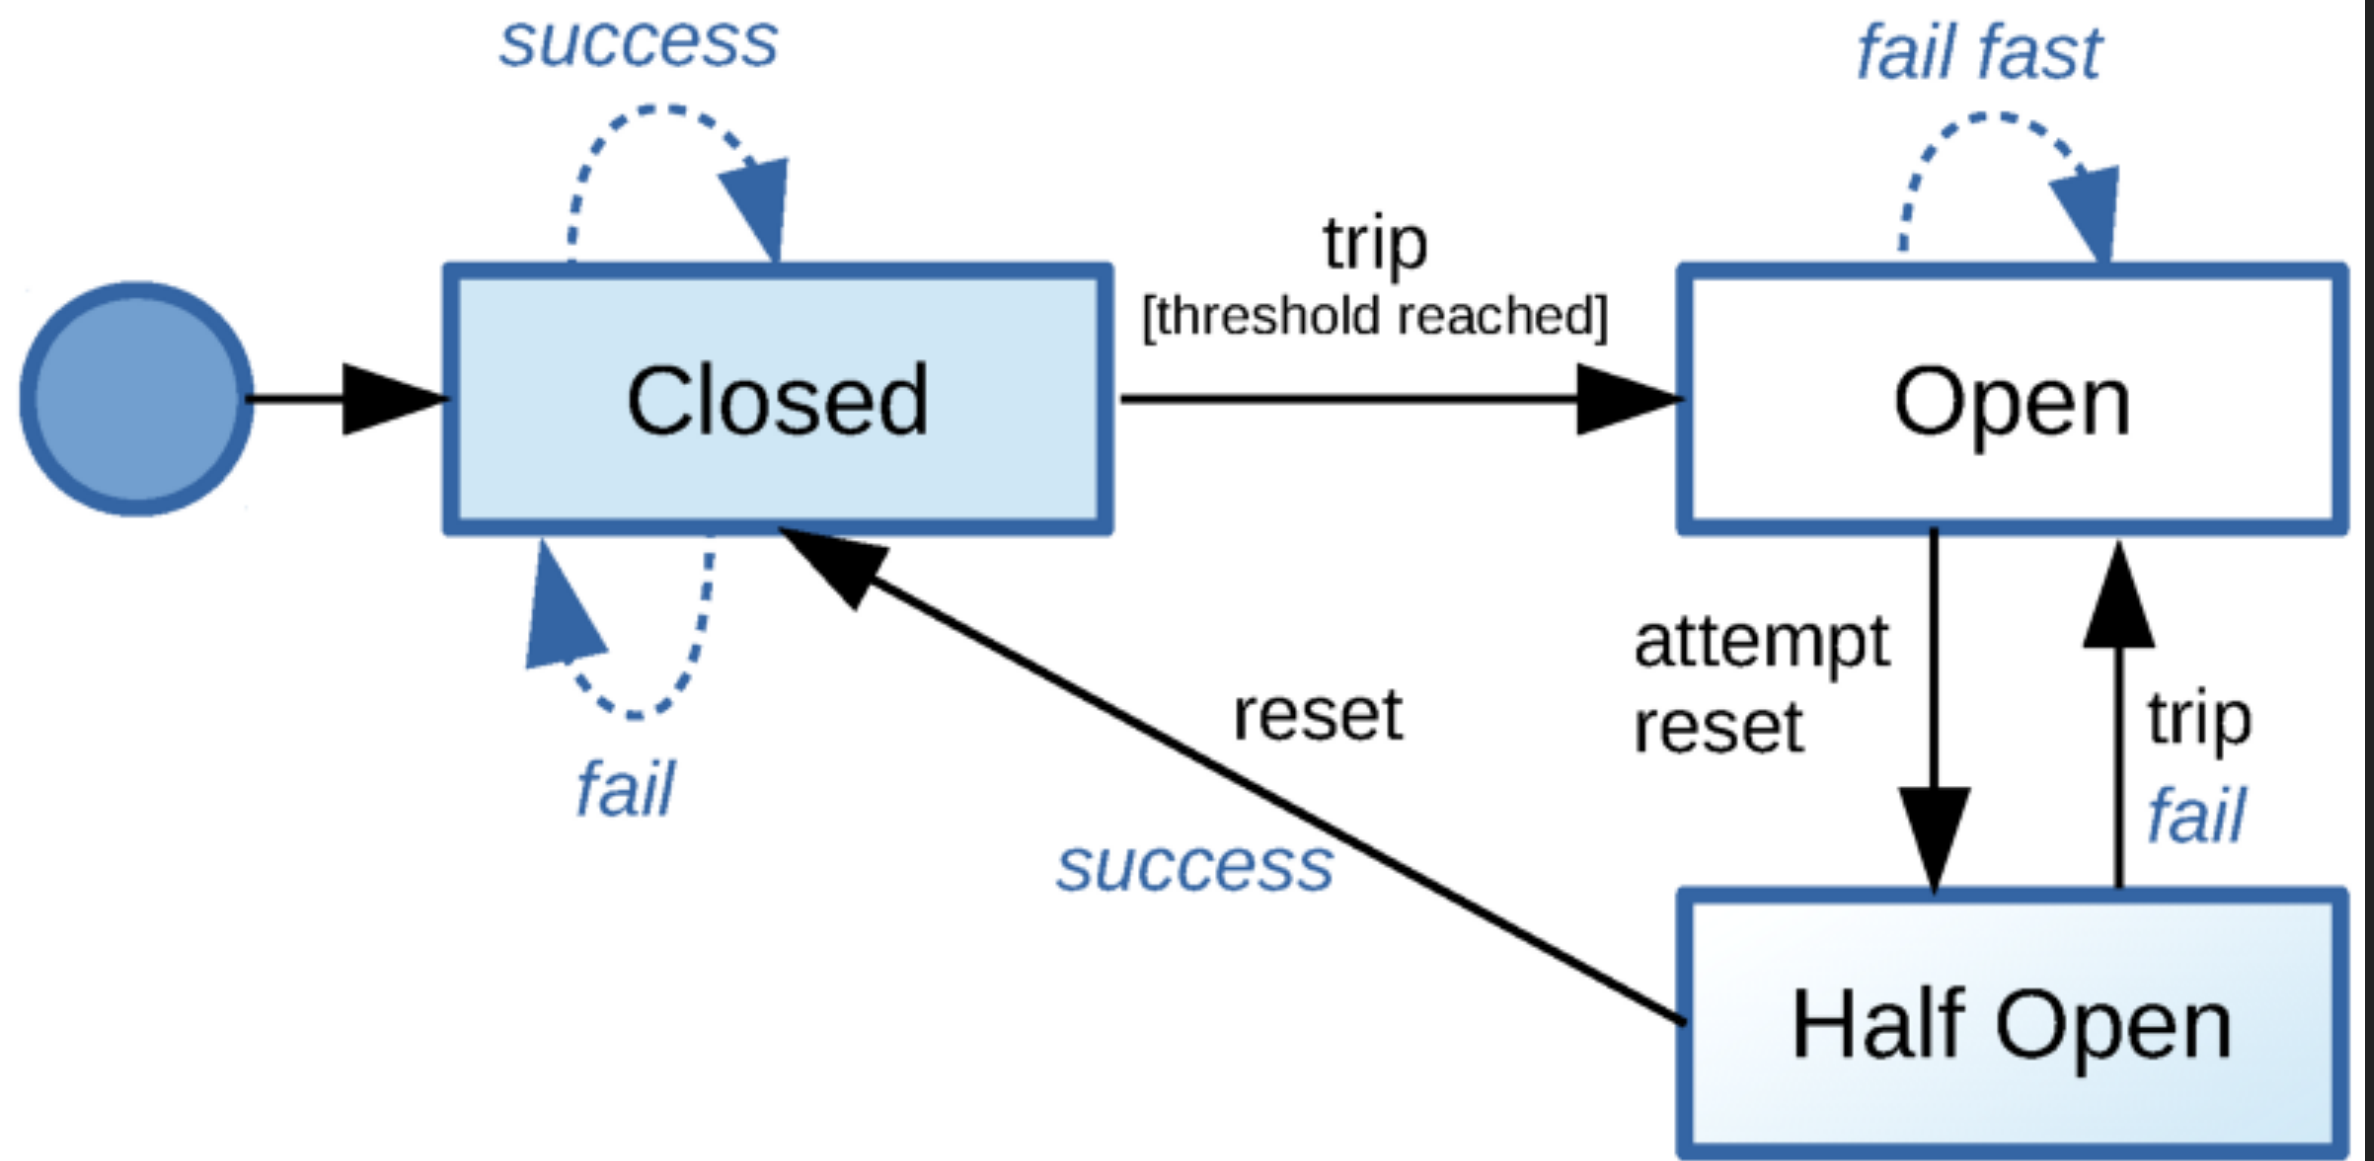 success
fail fast
trip
[threshold reached]
Closed
Open
attempt
reset
reset
trip
fail
fail
success
Half Open